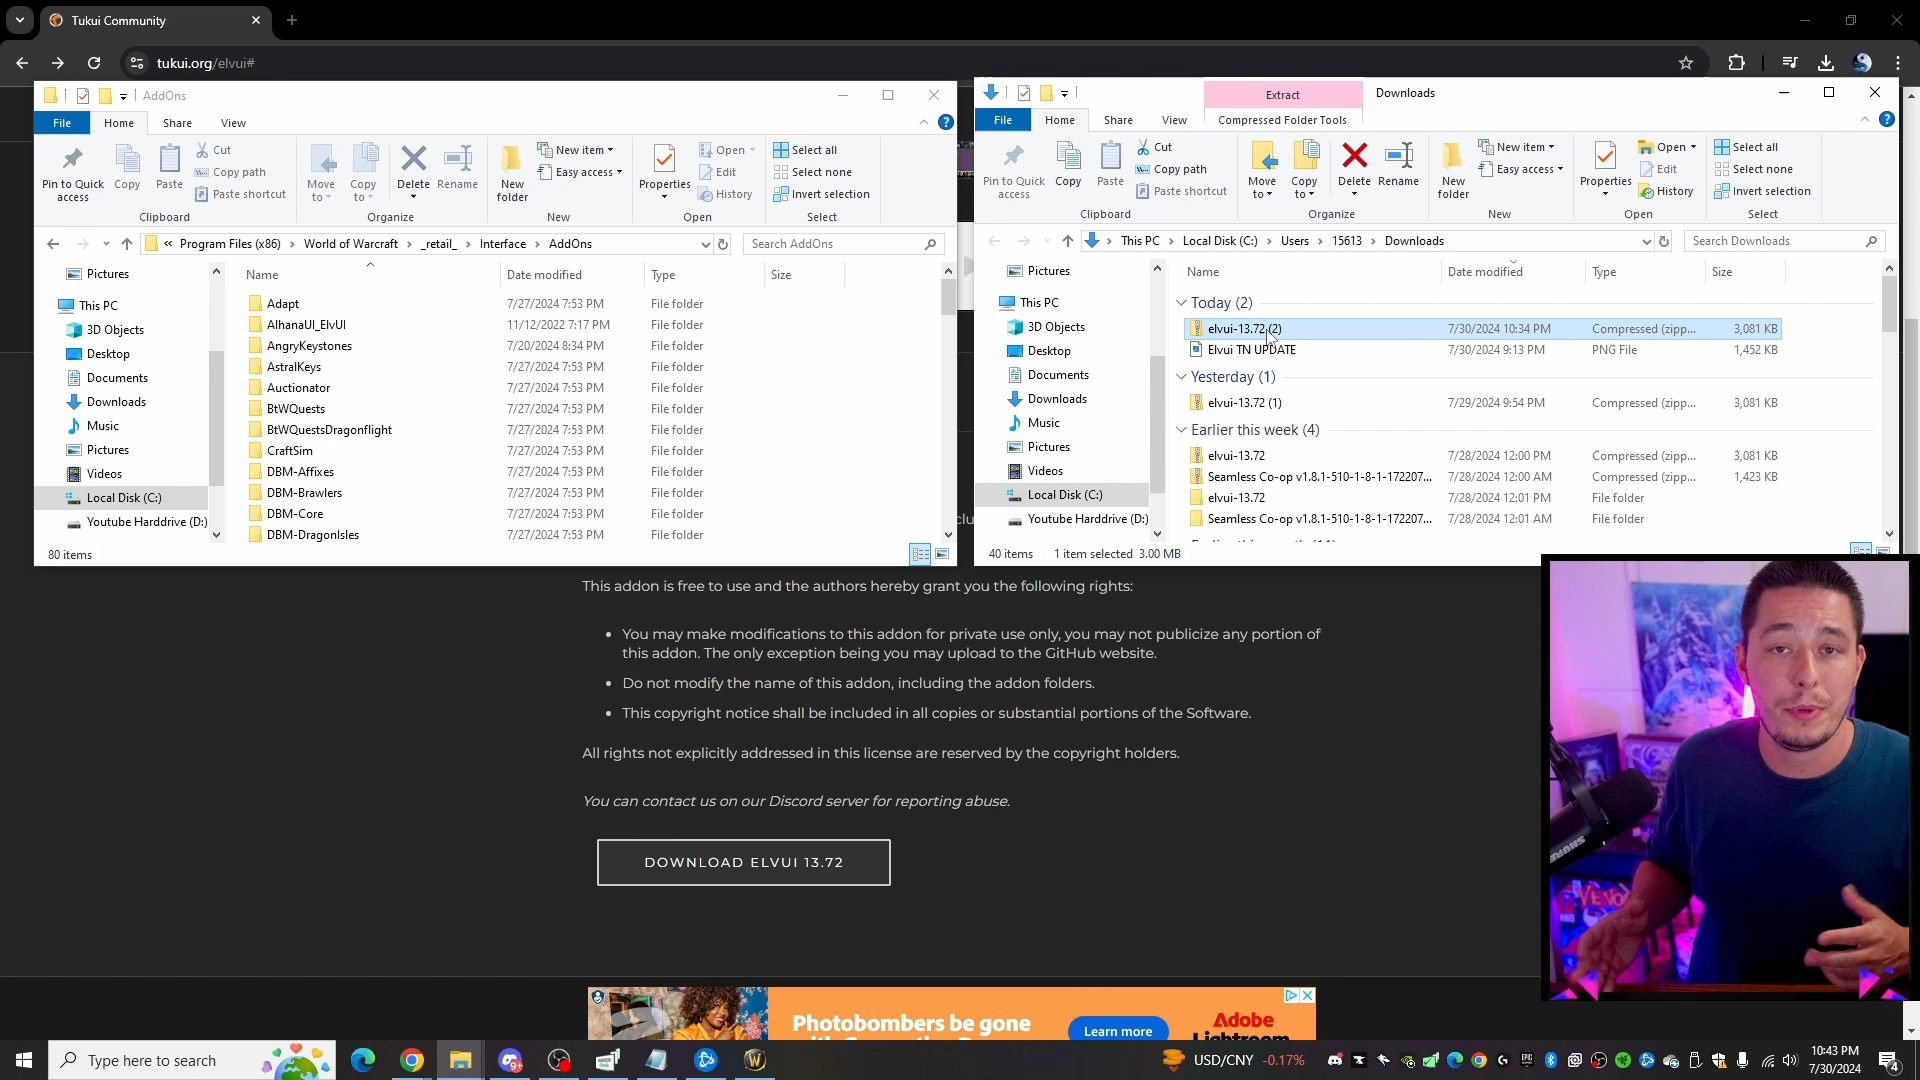 Tukui Community
tukui.org/elvui#
AddOns
File
Home
Share
View
Pin to Quick
access
Copy
Paste
Cut
Copy path
Paste shortcut
Clipboard
Move
to
Copy
to
Delete
Rename
Organize
New
folder
New item
Easy access
New
Properties
Open
Edit
History
Open
Select all
Select none
Invert selection
Select
« Program Files (x86) > World of Warcraft > _retail_ > Interface > AddOns
Search AddOns
Pictures
This PC
3D Objects
Desktop
Documents
Downloads
Music
Pictures
Videos
Local Disk (C:)
Youtube Harddrive (D:)
Name Date modified Type Size
Adapt 7/27/2024 7:53 PM File folder
AlhanaUI_ElvUI 11/12/2022 7:17 PM File folder
AngryKeystones 7/20/2024 8:34 PM File folder
AstralKeys 7/27/2024 7:53 PM File folder
Auctionator 7/27/2024 7:53 PM File folder
BtWQuests 7/27/2024 7:53 PM File folder
BtWQuestsDragonflight 7/27/2024 7:53 PM File folder
CraftSim 7/27/2024 7:53 PM File folder
DBM-Affixes 7/27/2024 7:53 PM File folder
DBM-Brawlers 7/27/2024 7:53 PM File folder
DBM-Core 7/27/2024 7:53 PM File folder
DBM-DragonIsles 7/27/2024 7:53 PM File folder
80 items
Extract
Downloads
File
Home
Share
View
Compressed Folder Tools
Pin to Quick
access
Copy
Paste
Cut
Copy path
Paste shortcut
Clipboard
Move
to
Copy
to
Delete
Rename
Organize
New
folder
New item
Easy access
New
Properties
Open
Edit
History
Open
Select all
Select none
Invert selection
Select
This PC > Local Disk (C:) > Users > 15613 > Downloads
Search Downloads
Pictures
This PC
3D Objects
Desktop
Documents
Downloads
Music
Pictures
Videos
Local Disk (C:)
Youtube Harddrive (D:)
Name Date modified Type Size
Today (2)
elvui-13.72 (2) 7/30/2024 10:34 PM Compressed (zipp... 3,081 KB
Elvui TN UPDATE 7/30/2024 9:13 PM PNG File 1,452 KB
Yesterday (1)
elvui-13.72 (1) 7/29/2024 9:54 PM Compressed (zipp... 3,081 KB
Earlier this week (4)
elvui-13.72 7/28/2024 12:00 PM Compressed (zipp... 3,081 KB
Seamless Co-op v1.8.1-510-1-8-1-172207... 7/28/2024 12:00 AM Compressed (zipp... 1,423 KB
elvui-13.72 7/28/2024 12:01 PM File folder
Seamless Co-op v1.8.1-510-1-8-1-172207... 7/28/2024 12:01 AM File folder
40 items 1 item selected 3.00 MB
This addon is free to use and the authors hereby grant you the following rights:
• You may make modifications to this addon for private use only, you may not publicize any portion of
this addon. The only exception being you may upload to the GitHub website.
• Do not modify the name of this addon, including the addon folders.
• This copyright notice shall be included in all copies or substantial portions of the Software.
All rights not explicitly addressed in this license are reserved by the copyright holders.
You can contact us on our Discord server for reporting abuse.
DOWNLOAD ELVUI 13.72
Photobombers be gone
Learn more
Adobe
Lightroom
SHURE
Type here to search
USD/CNY -0.17%
10:43 PM
7/30/2024
4